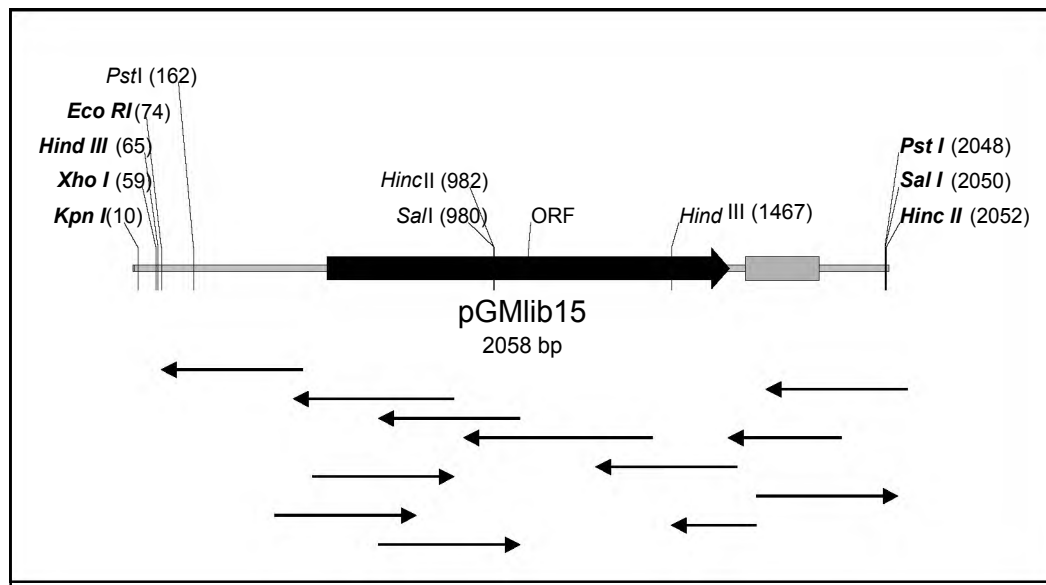 PstI (162)
Eco RI (74)
Hind III (65)
Xho I (59)
Kpn I (10)
HincII (982)
SalI (980)
ORF
Hind III (1467)
Pst I (2048)
Sal I (2050)
Hinc II (2052)
pGMlib15
2058 bp